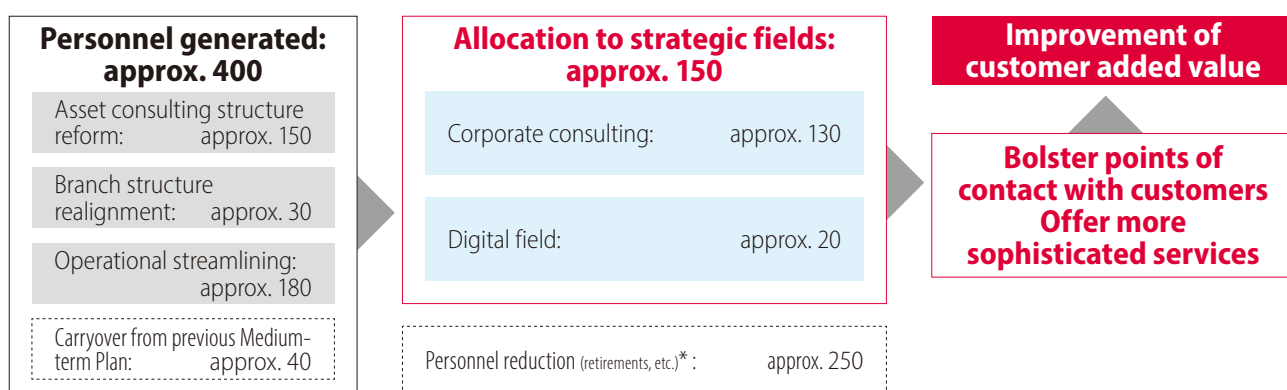 Personnel generated:
approx. 400
Asset consulting structure
reform: approx. 150
Branch structure
realignment: approx. 30
Operational streamlining:
approx. 180
Carryover from previous Medium-
term Plan: approx. 40
Allocation to strategic fields:
approx. 150
Corporate consulting: approx. 130
Digital field: approx. 20
Personnel reduction (retirements, etc.)* : approx. 250
Improvement of
customer added value
Bolster points of
contact with customers
Offer more
sophisticated services